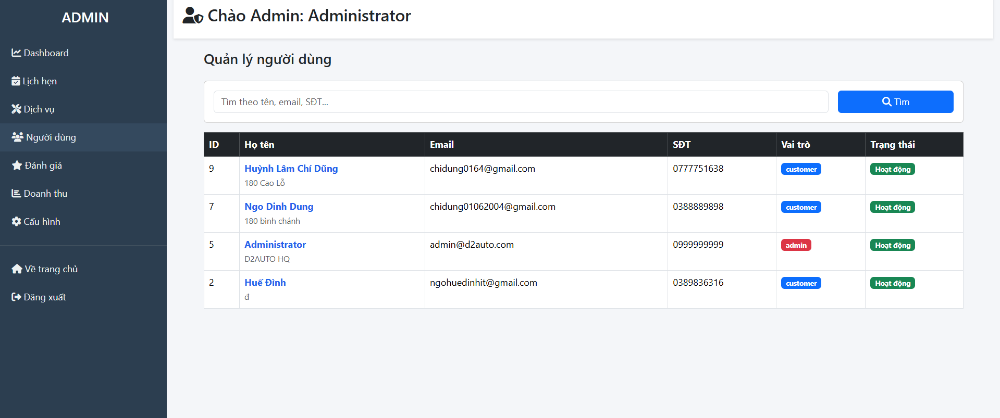 ADMIN
Dashboard
Lịch hẹn
Dịch vụ
Người dùng
Đánh giá
Doanh thu
Cấu hình
Về trang chủ
Đăng xuất
Chào Admin: Administrator
Quản lý người dùng
Tìm theo tên, email, SĐT...
Tìm
ID Họ tên Email SĐT Vai trò Trạng thái
9 Huỳnh Lâm Chí Dũng chidung0164@gmail.com 0777751638 customer Hoạt động
180 Cao Lỗ
7 Ngo Dinh Dung chidung01062004@gmail.com 0388889898 customer Hoạt động
180 bình chánh
5 Administrator admin@d2auto.com 0999999999 admin Hoạt động
D2AUTO HQ
2 Huế Đình ngohuedinhit@gmail.com 0389836316 customer Hoạt động
đ